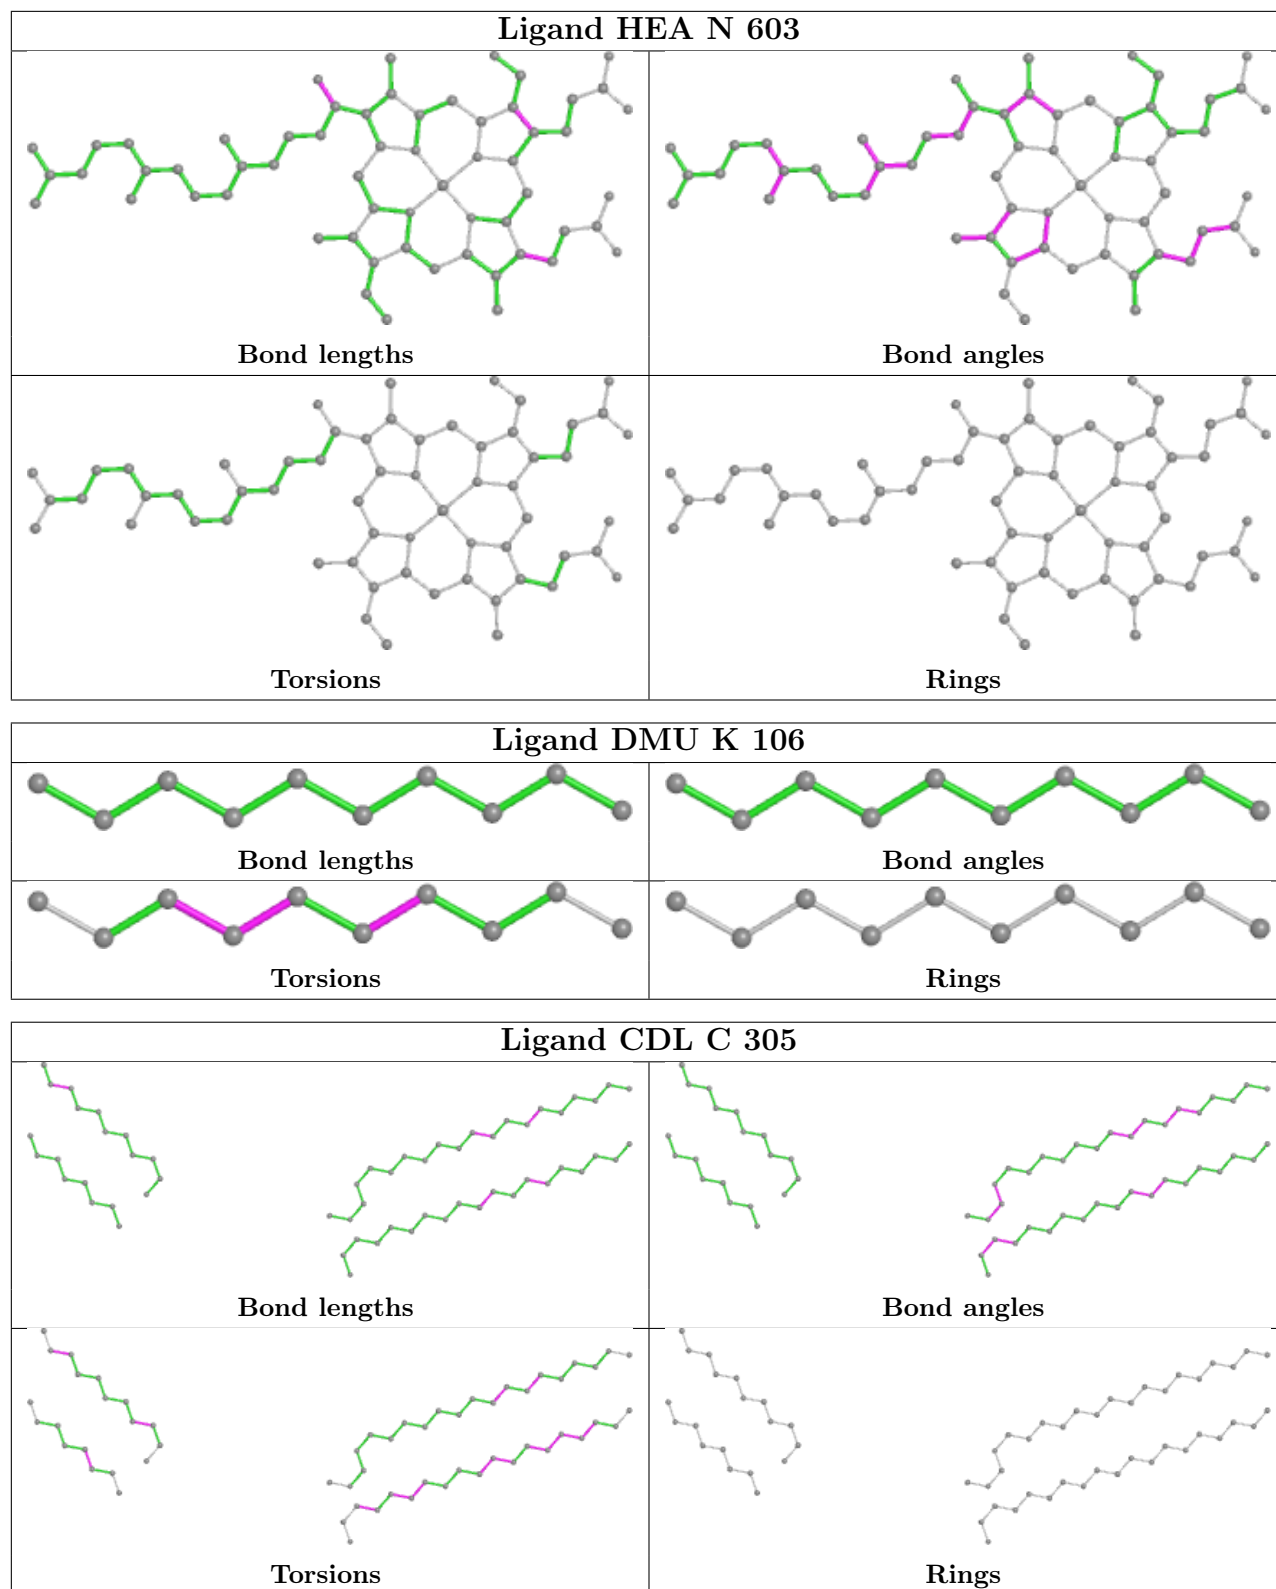 Ligand HEA N 603
Bond lengths
Bond angles
Torsions
Rings
Ligand DMU K 106
Bond lengths
Bond angles
Torsions
Rings
Ligand CDL C 305
Bond lengths
Bond angles
Torsions
Rings